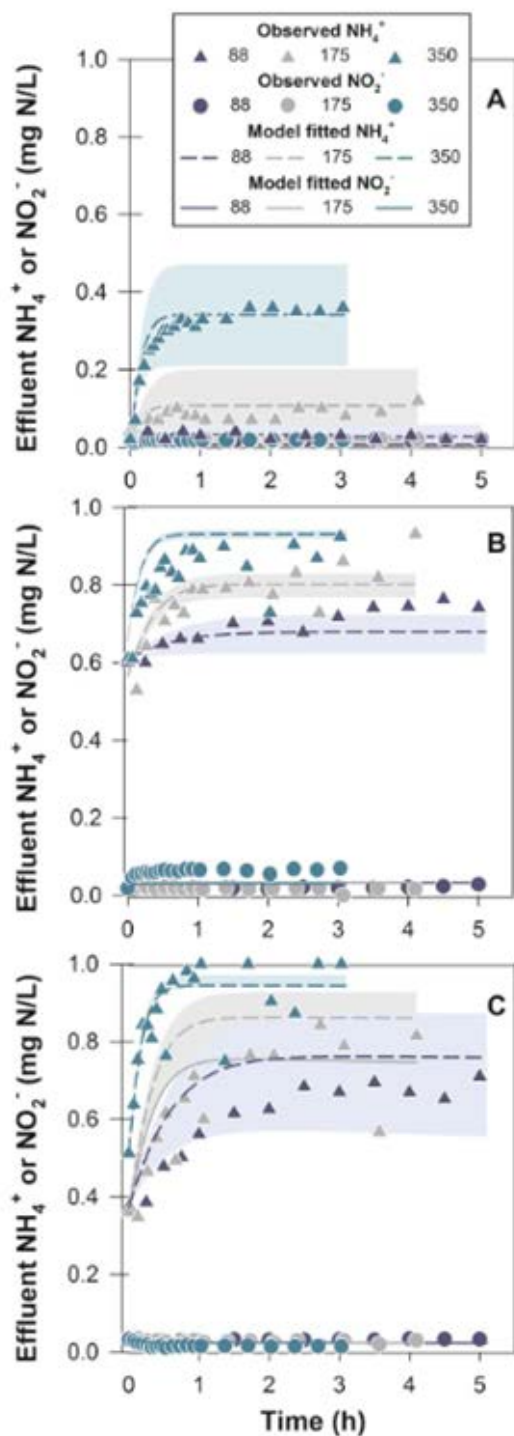 Observed NH₄⁺
88 175 350
Observed NO₂⁻
88 175 350
Model fitted NH₄⁺
88 175 350
Model fitted NO₂⁻
88 175 350
A
Effluent NH₄⁺ or NO₂⁻ (mg N/L)
1.0
0.8
0.6
0.4
0.2
0.0
0 1 2 3 4 5
B
Effluent NH₄⁺ or NO₂⁻ (mg N/L)
1.0
0.8
0.6
0.4
0.2
0.0
0 1 2 3 4 5
C
Effluent NH₄⁺ or NO₂⁻ (mg N/L)
1.0
0.8
0.6
0.4
0.2
0.0
0 1 2 3 4 5
Time (h)